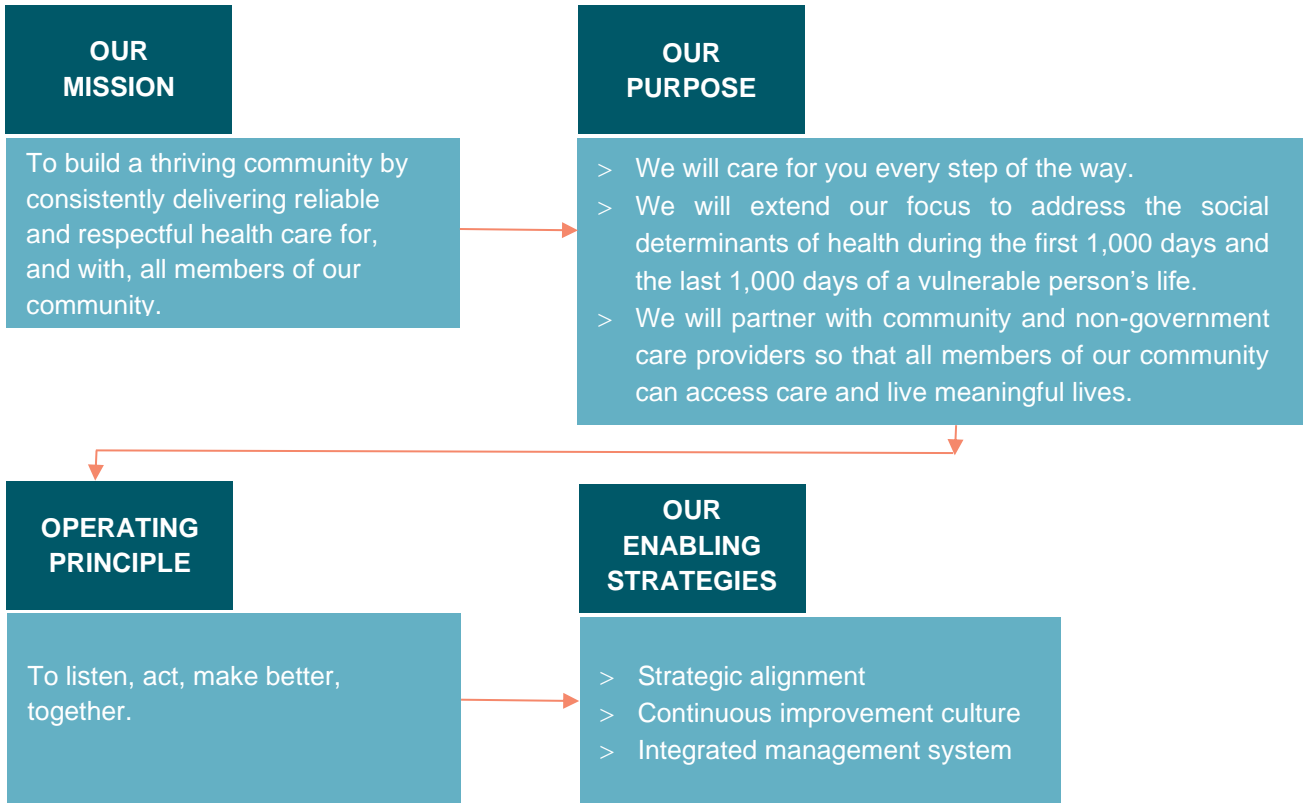 OUR
MISSION
To build a thriving community by
consistently delivering reliable
and respectful health care for,
and with, all members of our
community.
OUR
PURPOSE
> We will care for you every step of the way.
> We will extend our focus to address the social
determinants of health during the first 1,000 days and
the last 1,000 days of a vulnerable person’s life.
> We will partner with community and non-government
care providers so that all members of our community
can access care and live meaningful lives.
OPERATING
PRINCIPLE
To listen, act, make better,
together.
OUR
ENABLING
STRATEGIES
> Strategic alignment
> Continuous improvement culture
> Integrated management system